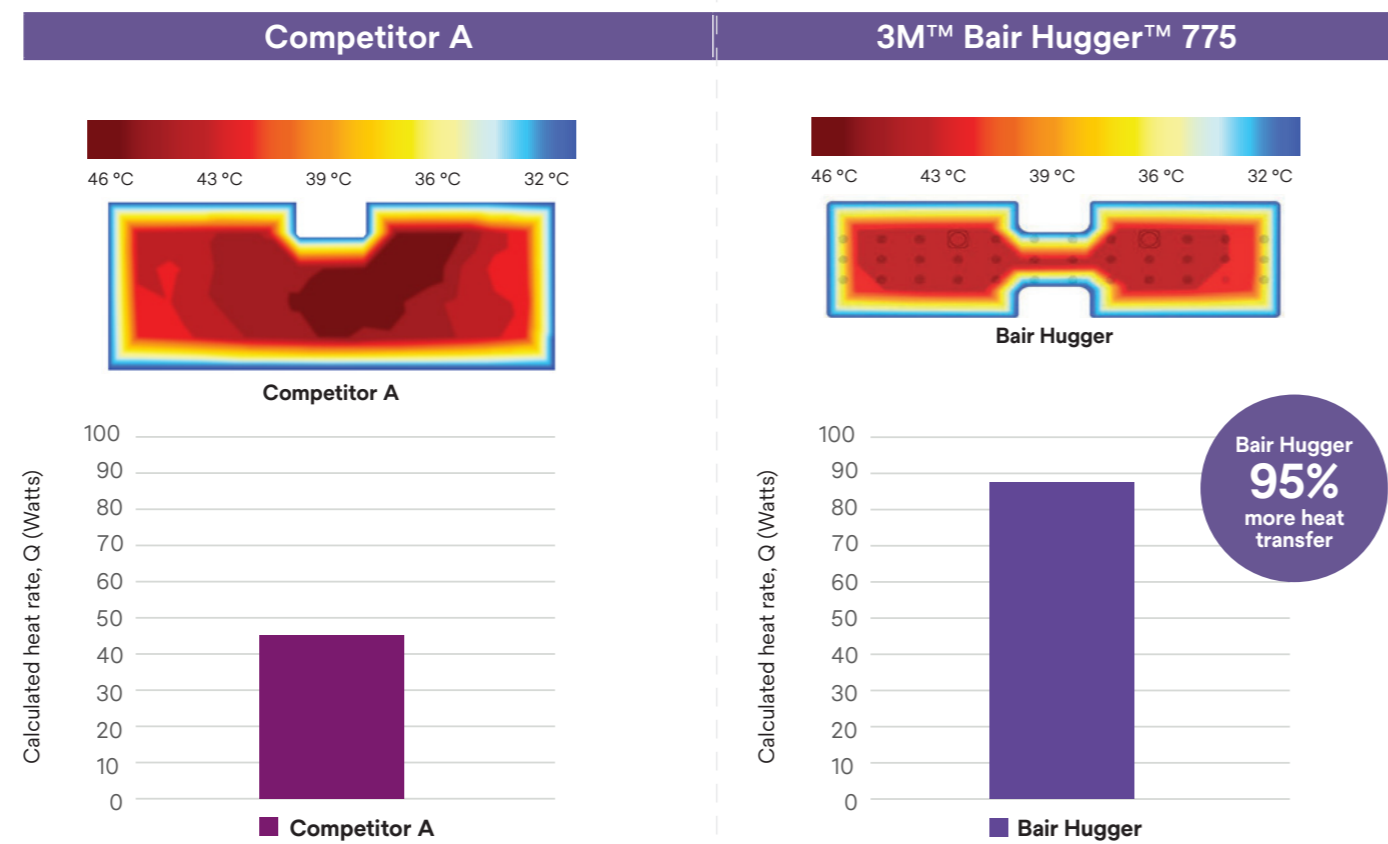 Competitor A
46 °C 43 °C 39 °C 36 °C 32 °C
Competitor A
Calculated heat rate, Q (Watts)
100
90
80
70
60
50
40
30
20
10
0
Competitor A
3M™ Bair Hugger™ 775
46 °C 43 °C 39 °C 36 °C 32 °C
Bair Hugger
Calculated heat rate, Q (Watts)
100
90
80
70
60
50
40
30
20
10
0
Bair Hugger
Bair Hugger
95%
more heat
transfer